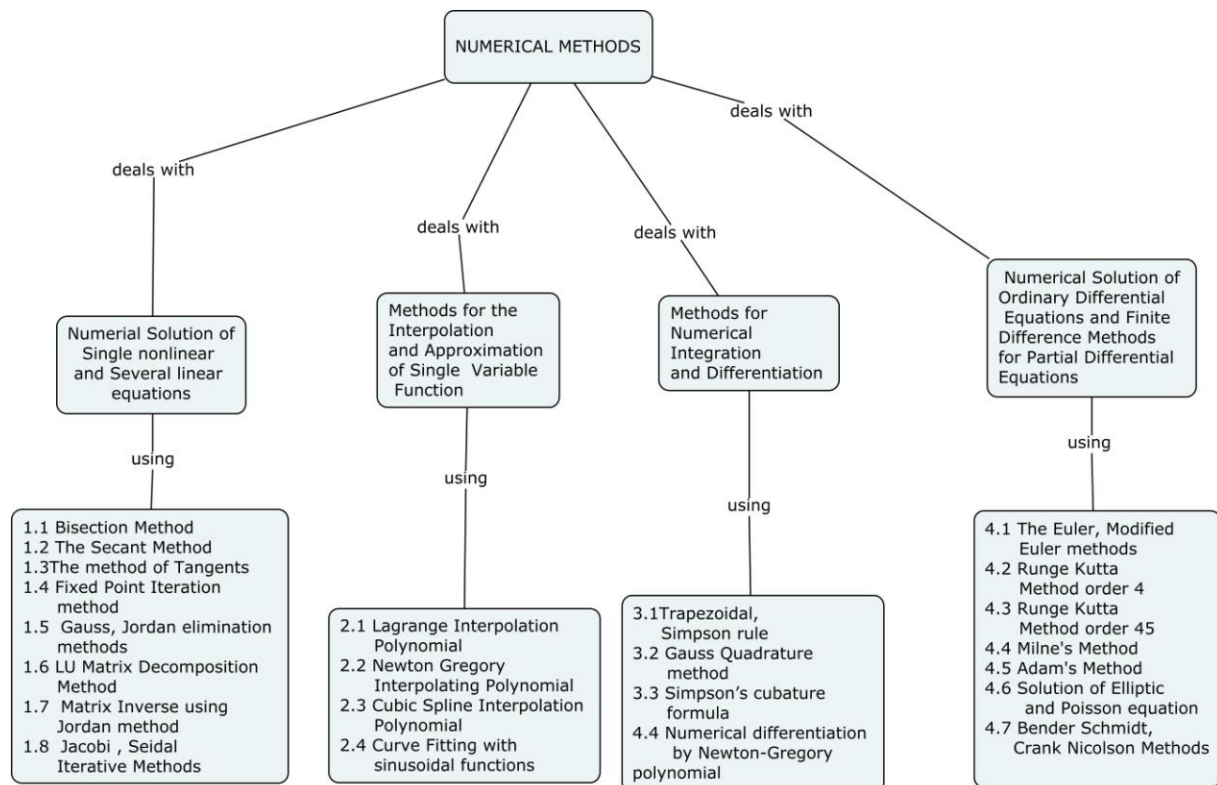 NUMERICAL METHODS
deals with
deals with
deals with
deals with
Numerial Solution of
Single nonlinear
and Several linear
equations
Methods for the
Interpolation
and Approximation
of Single Variable
Function
Methods for
Numerical
Integration
and Differentiation
Numerical Solution of
Ordinary Differential
Equations and Finite
Difference Methods
for Partial Differential
Equations
using
using
using
using
1.1 Bisection Method
1.2 The Secant Method
1.3The method of Tangents
1.4 Fixed Point Iteration
method
1.5 Gauss, Jordan elimination
methods
1.6 LU Matrix Decomposition
Method
1.7 Matrix Inverse using
Jordan method
1.8 Jacobi , Seidal
Iterative Methods
2.1 Lagrange Interpolation
Polynomial
2.2 Newton Gregory
Interpolating Polynomial
2.3 Cubic Spline Interpolation
Polynomial
2.4 Curve Fitting with
sinusoidal functions
3.1Trapezoidal,
Simpson rule
3.2 Gauss Quadrature
method
3.3 Simpson's cubature
formula
4.4 Numerical differentiation
by Newton-Gregory
polynomial
4.1 The Euler, Modified
Euler methods
4.2 Runge Kutta
Method order 4
4.3 Runge Kutta
Method order 45
4.4 Milne's Method
4.5 Adam's Method
4.6 Solution of Elliptic
and Poisson equation
4.7 Bender Schmidt,
Crank Nicolson Methods